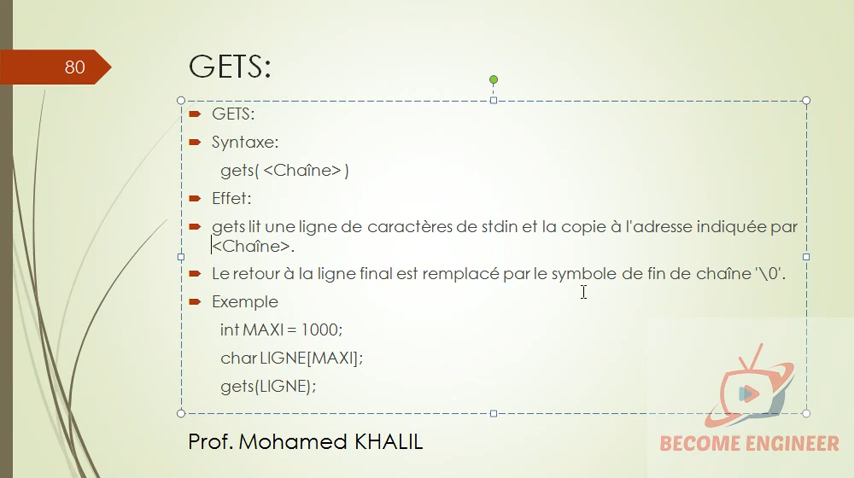 80
GETS:
GETS:
Syntaxe:
gets( <Chaîne> )
Effet:
gets lit une ligne de caractères de stdin et la copie à l'adresse indiquée par
<Chaîne>.
Le retour à la ligne final est remplacé par le symbole de fin de chaîne '\0'.
Exemple
int MAXI = 1000;
char LIGNE[MAXI];
gets(LIGNE);
Prof. Mohamed KHALIL
BECOME ENGINEER